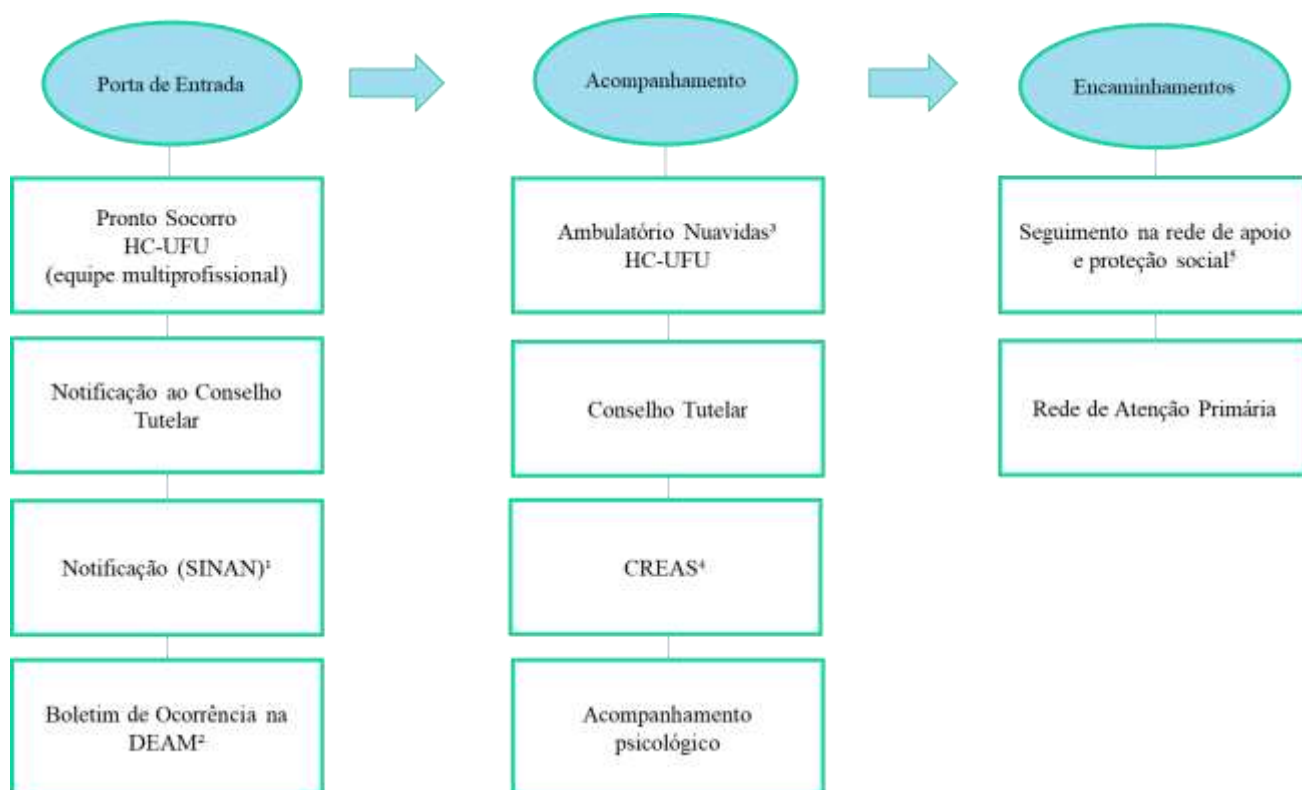 Porta de Entrada
Pronto Socorro
HC-UFU
(equipe multiprofissional)
Notificação ao Conselho
Tutelar
Notificação (SINAN)¹
Boletim de Ocorrência na
DEAM²
Acompanhamento
Ambulatório Nuavidas³
HC-UFU
Conselho Tutelar
CREAS⁴
Acompanhamento
psicológico
Encaminhamentos
Seguimento na rede de apoio
e proteção social⁵
Rede de Atenção Primária